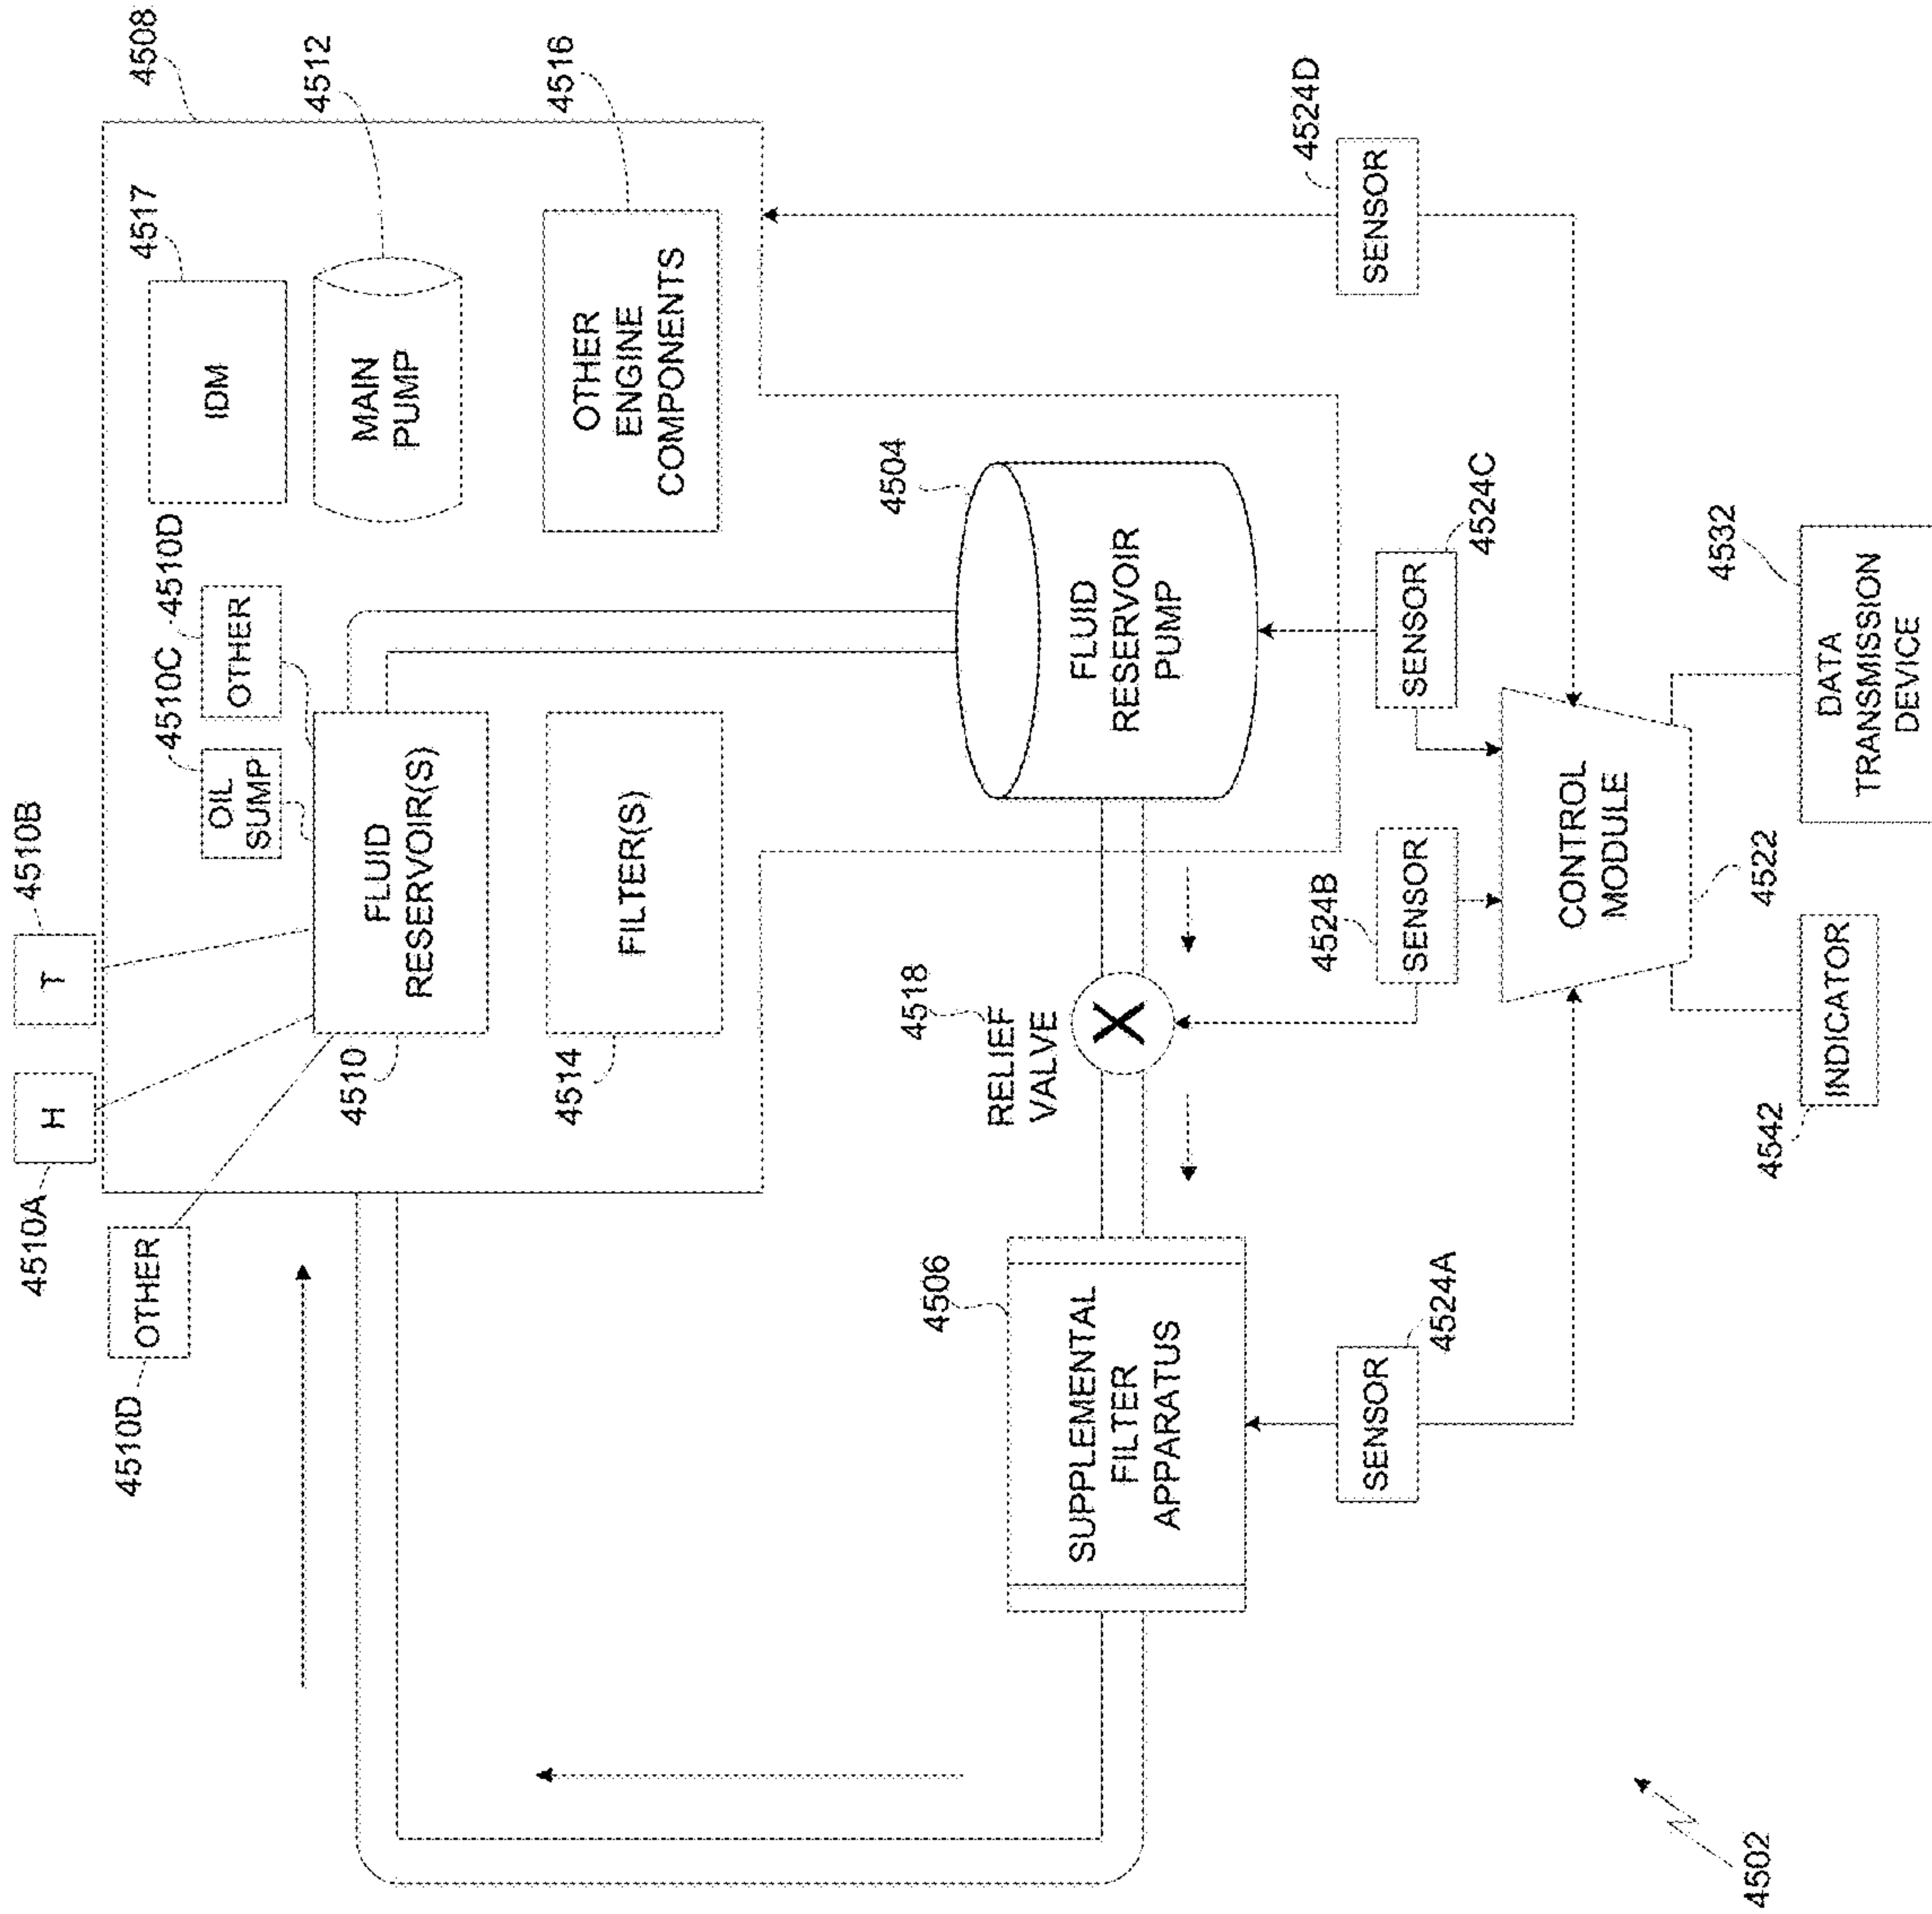 4510A
H
T
4510B
4508
4510D
OTHER
4510C
4510D
OIL
SUMP
OTHER
4517
IDM
4512
MAIN
PUMP
FLUID
RESERVOIR(S)
4510
FILTER(S)
4514
4516
OTHER
ENGINE
COMPONENTS
4504
FLUID
RESERVOIR
PUMP
RELIEF
VALVE
4518
X
4506
SUPPLEMENTAL
FILTER
APPARATUS
SENSOR
4524A
4524B
SENSOR
SENSOR
4524C
SENSOR
4524D
CONTROL
MODULE
4522
4542
INDICATOR
4532
DATA
TRANSMISSION
DEVICE
4502